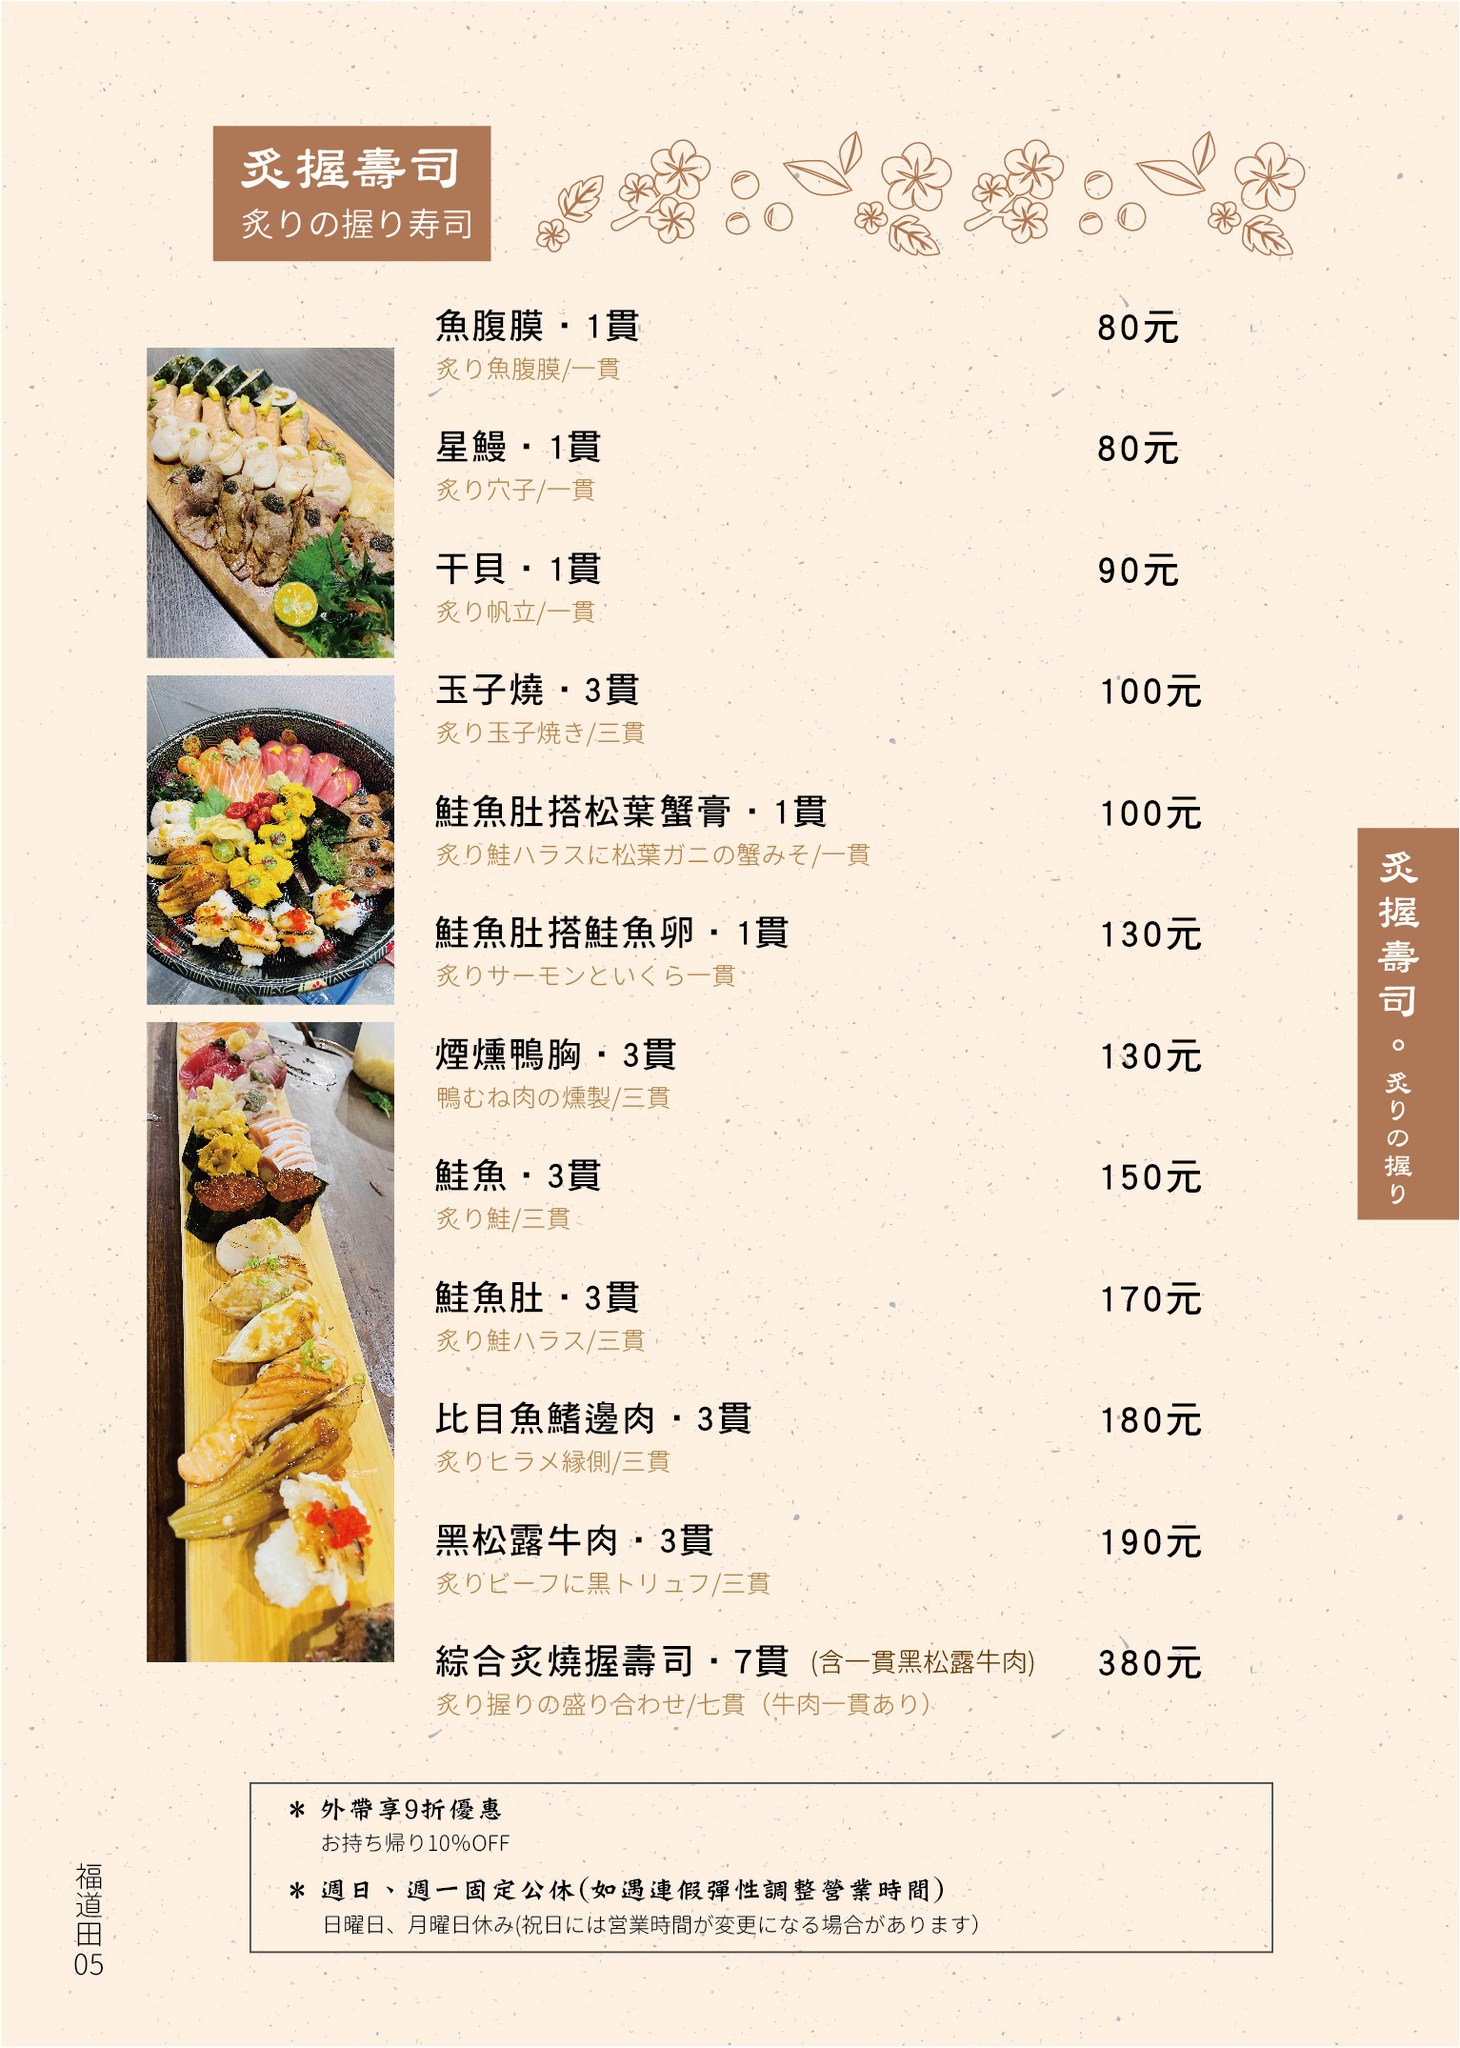 炙握壽司
炙りの握り寿司
魚腹膜・1貫 80元
炙り魚腹膜/一貫
星鰻・1貫 80元
炙り穴子/一貫
干貝・1貫 90元
炙り帆立/一貫
玉子燒・3貫 100元
炙り玉子焼き/三貫
鮭魚肚搭松葉蟹膏・1貫 100元
炙り鮭ハラスに松葉ガニの蟹みそ/一貫
鮭魚肚搭鮭魚卵・1貫 130元
炙りサーモンといくら一貫
煙燻鴨胸・3貫 130元
鴨むね肉の燻製/三貫
鮭魚・3貫 150元
炙り鮭/三貫
鮭魚肚・3貫 170元
炙り鮭ハラス/三貫
比目魚鰭邊肉・3貫 180元
炙りヒラメ縁側/三貫
黑松露牛肉・3貫 190元
炙りビーフに黒トリュフ/三貫
綜合炙燒握壽司・7貫 (含一貫黑松露牛肉) 380元
炙り握りの盛り合わせ/七貫（牛肉一貫あり）
炙握壽司。炙りの握り
＊ 外帶享9折優惠
お持ち帰り10%OFF
＊ 週日、週一固定公休(如遇連假彈性調整營業時間)
日曜日、月曜日休み(祝日には営業時間が変更になる場合があります）
福道田
05